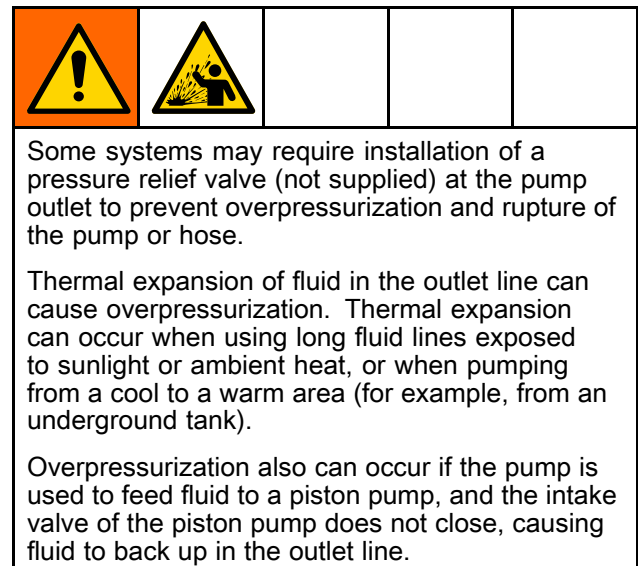 Some systems may require installation of a
pressure relief valve (not supplied) at the pump
outlet to prevent overpressurization and rupture of
the pump or hose.
Thermal expansion of fluid in the outlet line can
cause overpressurization. Thermal expansion
can occur when using long fluid lines exposed
to sunlight or ambient heat, or when pumping
from a cool to a warm area (for example, from an
underground tank).
Overpressurization also can occur if the pump is
used to feed fluid to a piston pump, and the intake
valve of the piston pump does not close, causing
fluid to back up in the outlet line.